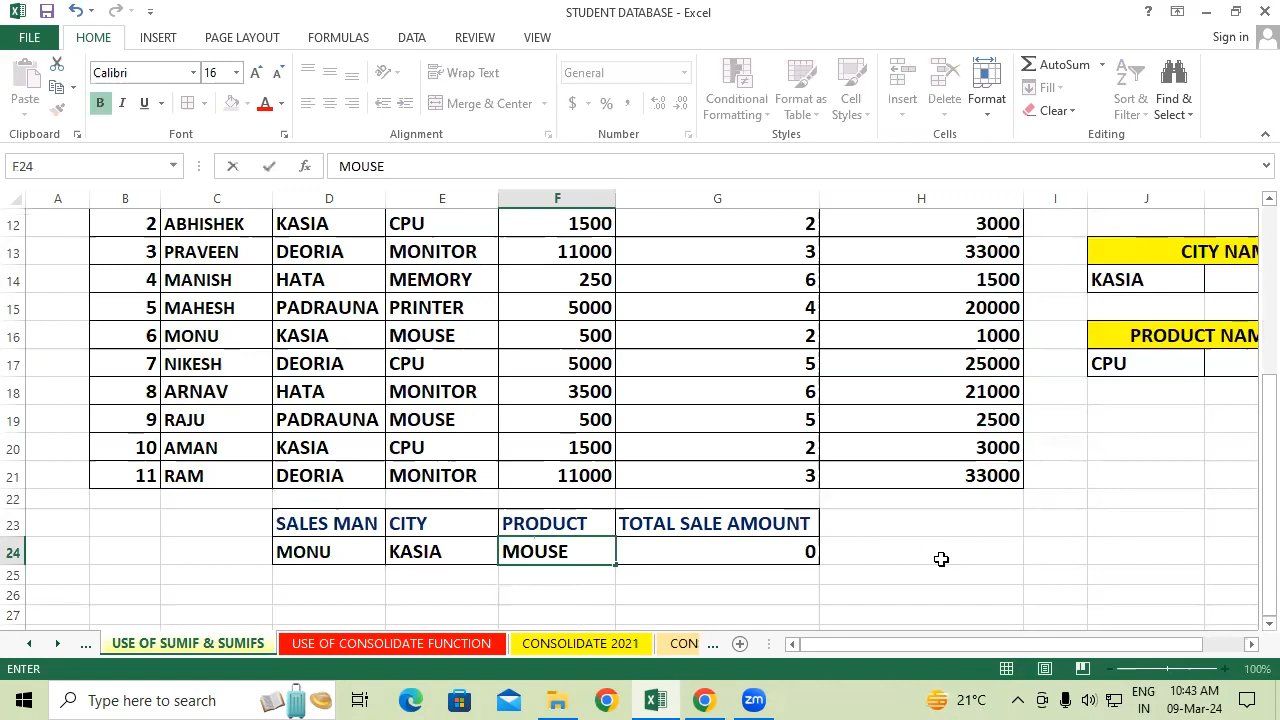 STUDENT DATABASE - Excel
FILE HOME INSERT PAGE LAYOUT FORMULAS DATA REVIEW VIEW Sign in
Paste
Calibri 16
B I U
Wrap Text
Merge & Center
General
$ % ,
Conditional Formatting
Format as Table
Cell Styles
Insert Delete Format
AutoSum
Fill
Clear
Sort & Filter
Find & Select
Clipboard Font Alignment Number Styles Cells Editing
F24 fx MOUSE
A B C D E F G H I J
12 2 ABHISHEK KASIA CPU 1500 2 3000
13 3 PRAVEEN DEORIA MONITOR 11000 3 33000 CITY NAM
14 4 MANISH HATA MEMORY 250 6 1500 KASIA
15 5 MAHESH PADRAUNA PRINTER 5000 4 20000
16 6 MONU KASIA MOUSE 500 2 1000 PRODUCT NAM
17 7 NIKESH DEORIA CPU 5000 5 25000 CPU
18 8 ARNAV HATA MONITOR 3500 6 21000
19 9 RAJU PADRAUNA MOUSE 500 5 2500
20 10 AMAN KASIA CPU 1500 2 3000
21 11 RAM DEORIA MONITOR 11000 3 33000
22
23 SALES MAN CITY PRODUCT TOTAL SALE AMOUNT
24 MONU KASIA MOUSE 0
25
26
27
... USE OF SUMIF & SUMIFS USE OF CONSOLIDATE FUNCTION CONSOLIDATE 2021 CON ...
ENTER 100%
Type here to search
zm
21°C
ENG
IN
10:43 AM
09-Mar-24